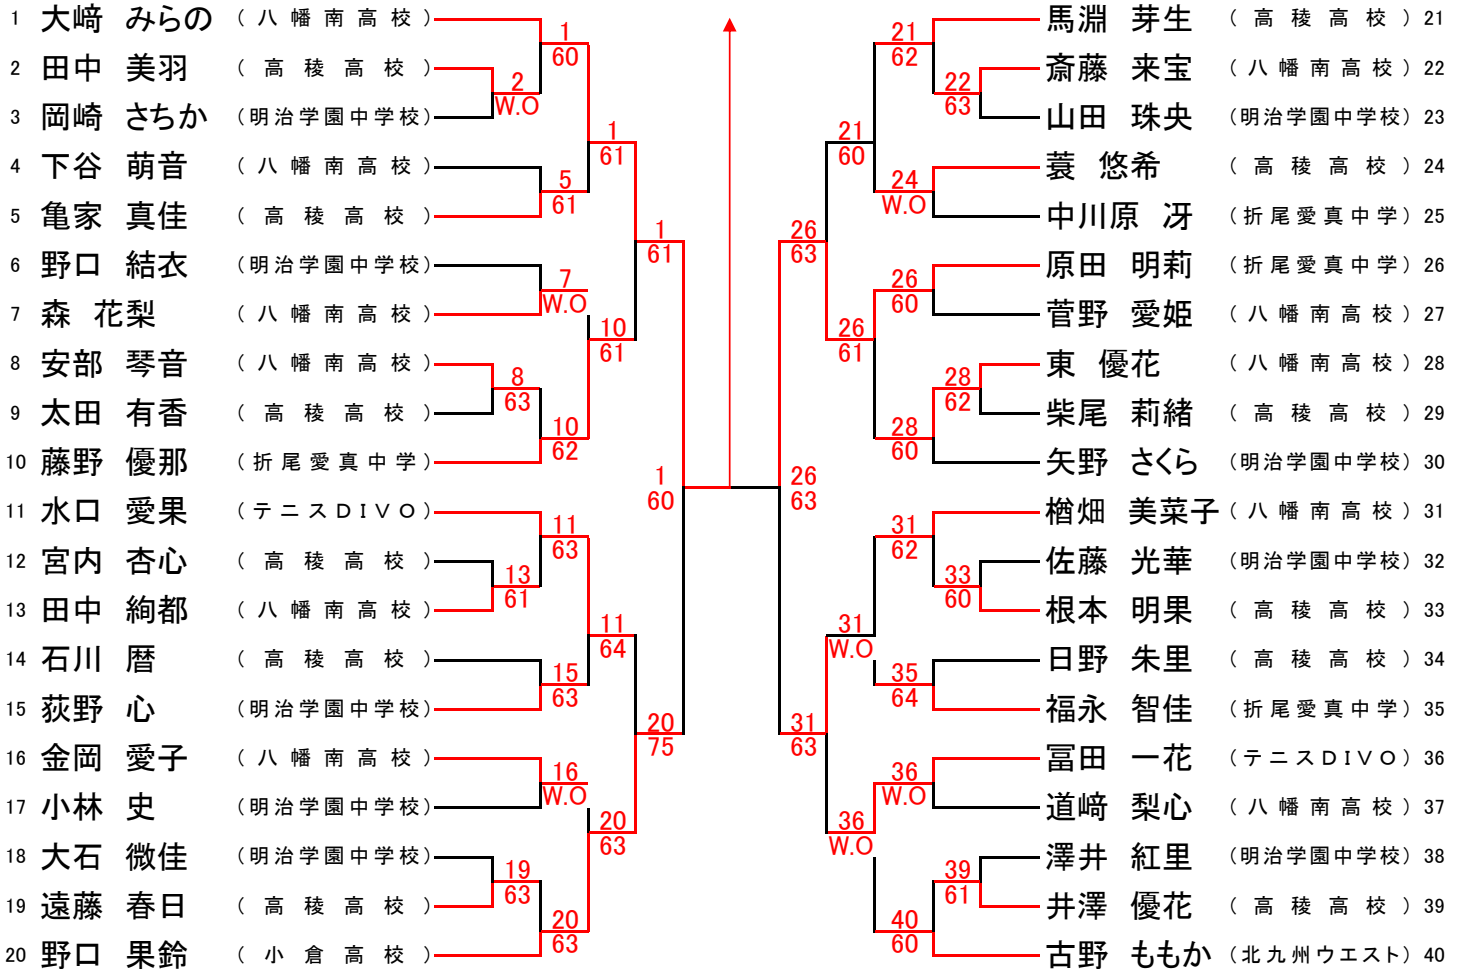 1 大﨑 みらの (八幡南高校)
2 田中 美羽 (高稜高校)
3 岡崎 さちか (明治学園中学校)
4 下谷 萌音 (八幡南高校)
5 亀家 真佳 (高稜高校)
6 野口 結衣 (明治学園中学校)
7 森 花梨 (八幡南高校)
8 安部 琴音 (八幡南高校)
9 太田 有香 (高稜高校)
10 藤野 優那 (折尾愛真中学)
11 水口 愛果 (テニスDIVO)
12 宮内 杏心 (高稜高校)
13 田中 絢都 (八幡南高校)
14 石川 暦 (高稜高校)
15 荻野 心 (明治学園中学校)
16 金岡 愛子 (八幡南高校)
17 小林 史 (明治学園中学校)
18 大石 微佳 (明治学園中学校)
19 遠藤 春日 (高稜高校)
20 野口 果鈴 (小倉高校)
1
60
2
W.O
5
61
7
W.O
8
63
10
62
11
63
13
61
15
63
16
W.O
19
63
20
63
1
61
10
61
11
64
20
63
1
61
20
75
1
60
26
63
26
63
31
63
21
60
26
61
31
W.O
36
W.O
21
62
22
63
24
W.O
26
60
28
62
28
60
31
62
33
60
35
64
36
W.O
39
61
40
60
馬淵 芽生 (高稜高校) 21
斎藤 来宝 (八幡南高校) 22
山田 珠央 (明治学園中学校) 23
蓑 悠希 (高稜高校) 24
中川原 冴 (折尾愛真中学) 25
原田 明莉 (折尾愛真中学) 26
菅野 愛姫 (八幡南高校) 27
東 優花 (八幡南高校) 28
柴尾 莉緒 (高稜高校) 29
矢野 さくら (明治学園中学校) 30
楢畑 美菜子 (八幡南高校) 31
佐藤 光華 (明治学園中学校) 32
根本 明果 (高稜高校) 33
日野 朱里 (高稜高校) 34
福永 智佳 (折尾愛真中学) 35
冨田 一花 (テニスDIVO) 36
道﨑 梨心 (八幡南高校) 37
澤井 紅里 (明治学園中学校) 38
井澤 優花 (高稜高校) 39
古野 ももか (北九州ウエスト) 40